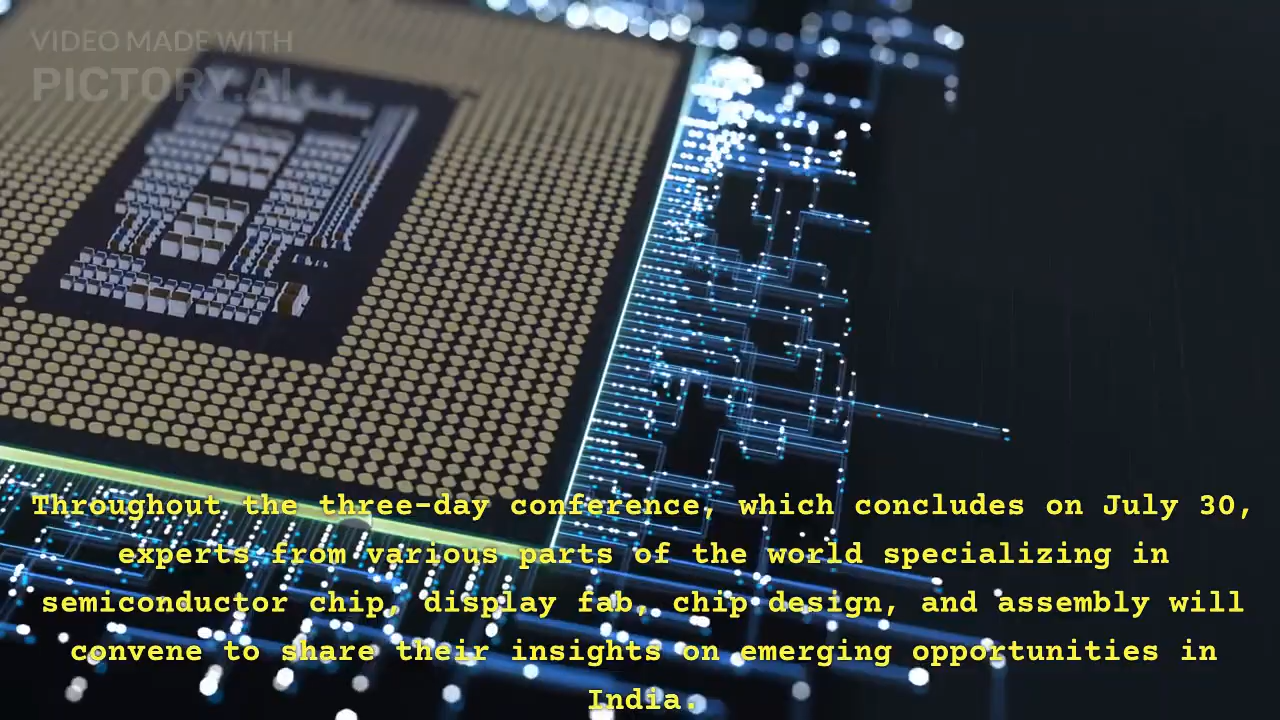 VIDEO MADE WITH
PICTORY.AI
Throughout the three-day conference, which concludes on July 30,
experts from various parts of the world specializing in
semiconductor chip, display fab, chip design, and assembly will
convene to share their insights on emerging opportunities in
India.